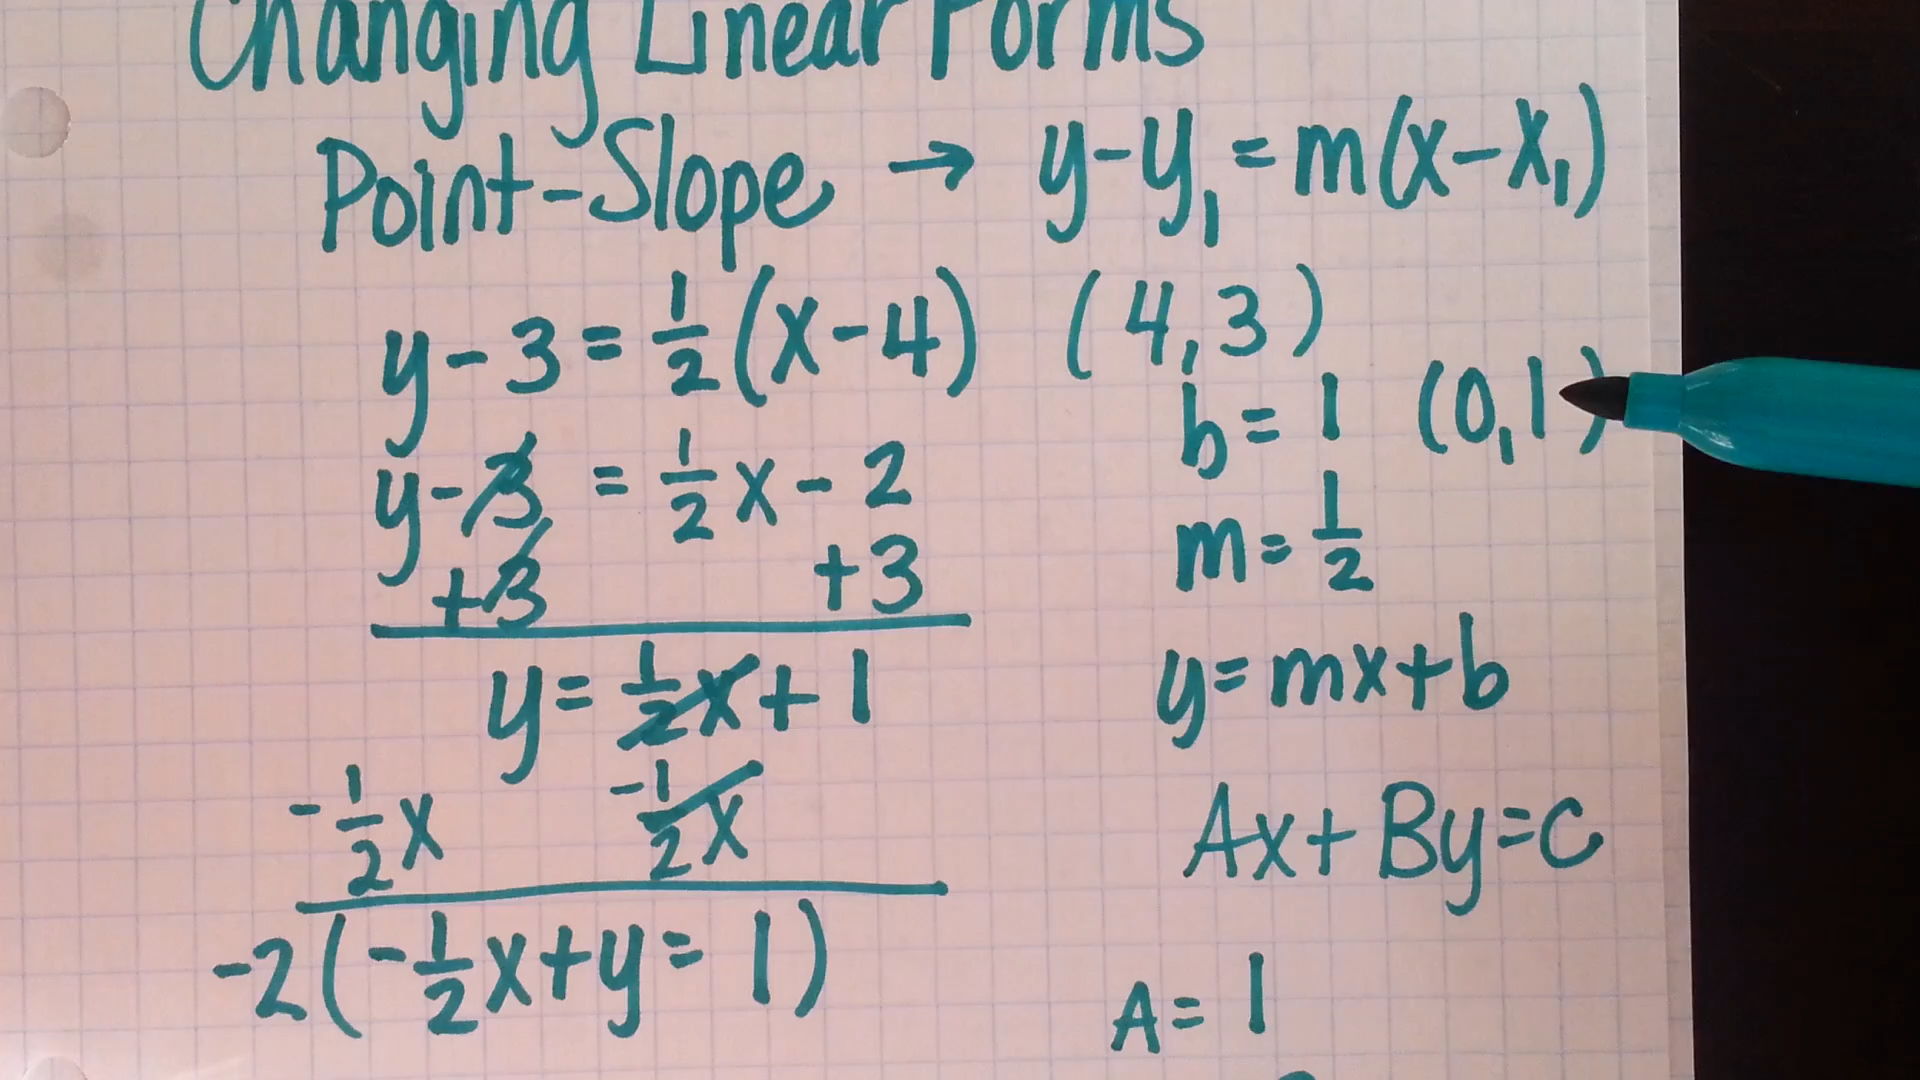 Changing Linear Forms
Point-Slope → y-y₁ = m(x-x₁)
y-3 = 1/2(x-4) (4,3)
b = 1 (0,1)
y-3 = 1/2x - 2
m = 1/2
+3 +3
y = 1/2x + 1
y = mx+b
-1/2x -1/2x
Ax + By = C
-2(-1/2x + y = 1)
A = 1